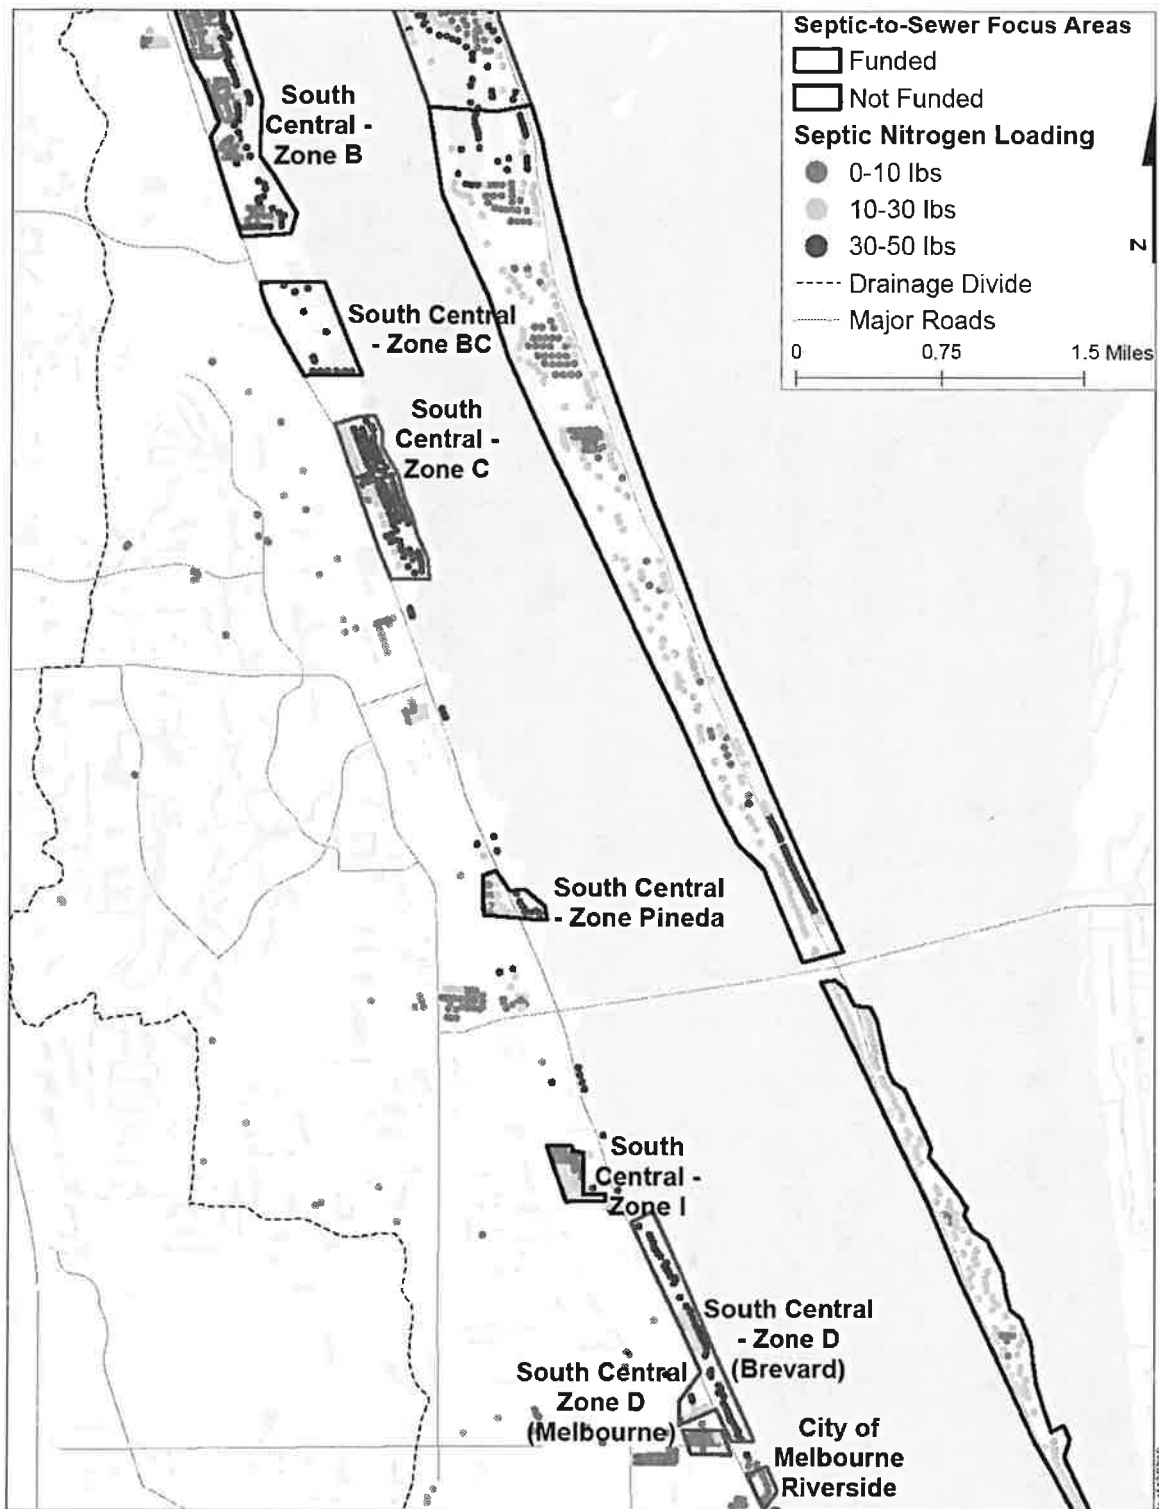 Septic-to-Sewer Focus Areas
Funded
Not Funded
Septic Nitrogen Loading
0-10 lbs
10-30 lbs
30-50 lbs
Drainage Divide
Major Roads
0 0.75 1.5 Miles
N
South
Central -
Zone B
South Central
- Zone BC
South
Central -
Zone C
South Central
- Zone Pineda
South
Central -
Zone I
South Central
- Zone D
(Brevard)
South Central
Zone D
(Melbourne)
City of
Melbourne
Riverside